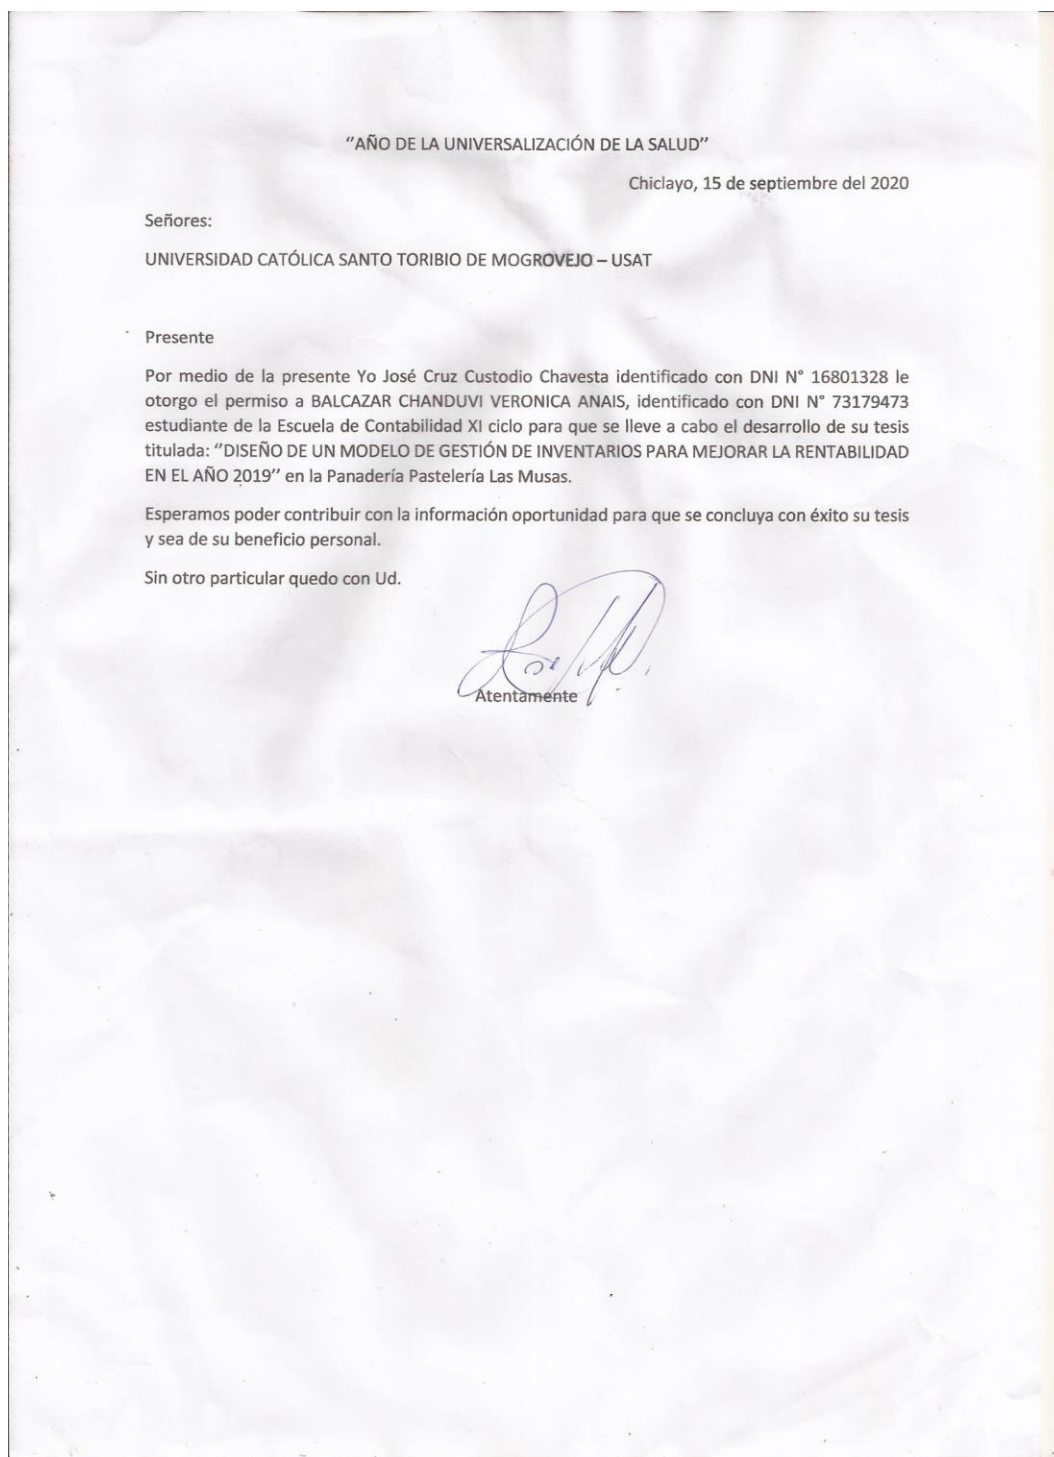 “AÑO DE LA UNIVERSALIZACIÓN DE LA SALUD”
Chiclayo, 15 de septiembre del 2020
Señores:
UNIVERSIDAD CATÓLICA SANTO TORIBIO DE MOGROVEJO – USAT
Presente
Por medio de la presente Yo José Cruz Custodio Chavesta identificado con DNI N° 16801328 le
otorgo el permiso a BALCAZAR CHANDUVI VERONICA ANAIS, identificado con DNI N° 73179473
estudiante de la Escuela de Contabilidad XI ciclo para que se lleve a cabo el desarrollo de su tesis
titulada: “DISEÑO DE UN MODELO DE GESTIÓN DE INVENTARIOS PARA MEJORAR LA RENTABILIDAD
EN EL AÑO 2019” en la Panadería Pastelería Las Musas.
Esperamos poder contribuir con la información oportunidad para que se concluya con éxito su tesis
y sea de su beneficio personal.
Sin otro particular quedo con Ud.
Atentamente